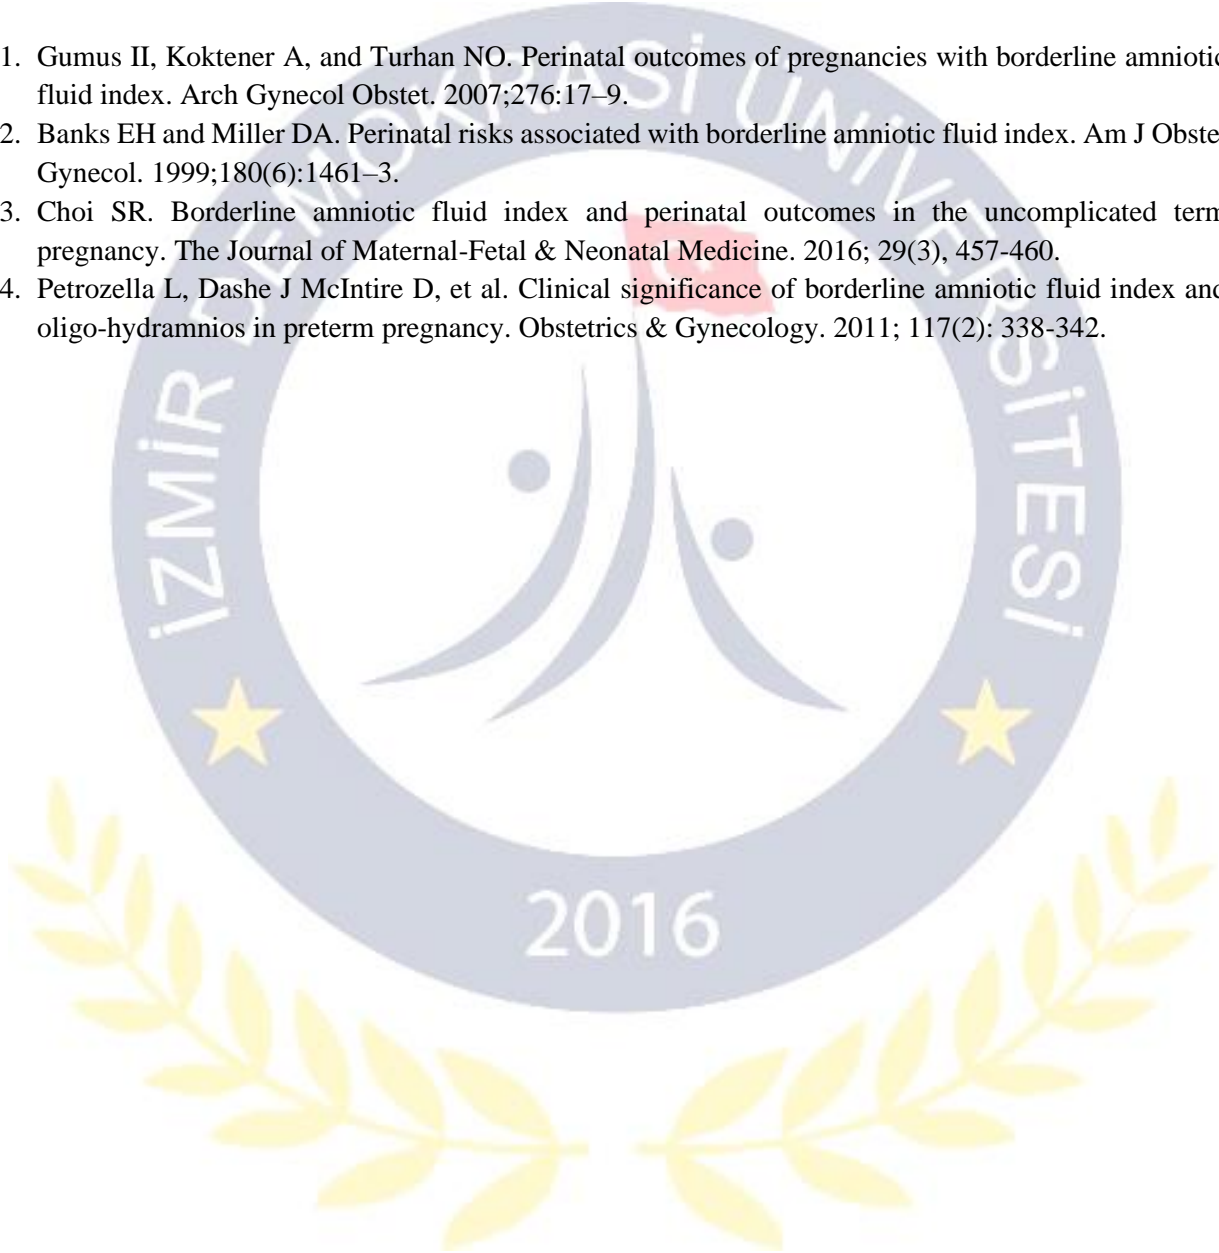 1. Gumus II, Koktener A, and Turhan NO. Perinatal outcomes of pregnancies with borderline amniotic
fluid index. Arch Gynecol Obstet. 2007;276:17–9.
2. Banks EH and Miller DA. Perinatal risks associated with borderline amniotic fluid index. Am J Obste
Gynecol. 1999;180(6):1461–3.
3. Choi SR. Borderline amniotic fluid index and perinatal outcomes in the uncomplicated term
pregnancy. The Journal of Maternal-Fetal & Neonatal Medicine. 2016; 29(3), 457-460.
4. Petrozella L, Dashe J McIntire D, et al. Clinical significance of borderline amniotic fluid index and
oligo-hydramnios in preterm pregnancy. Obstetrics & Gynecology. 2011; 117(2): 338-342.
İZMİR DEMOKRASİ ÜNİVERSİTESİ
2016